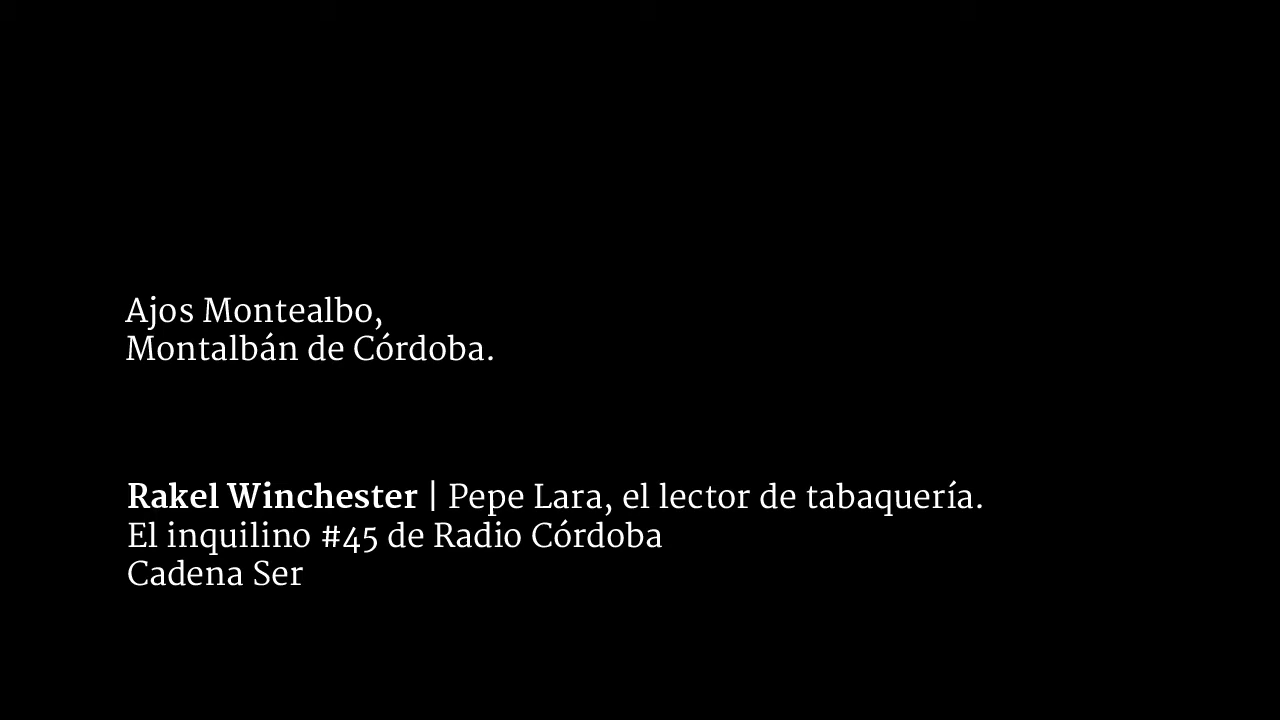 Ajos Montealbo,
Montalbán de Córdoba.
Rakel Winchester | Pepe Lara, el lector de tabaquería.
El inquilino #45 de Radio Córdoba
Cadena Ser